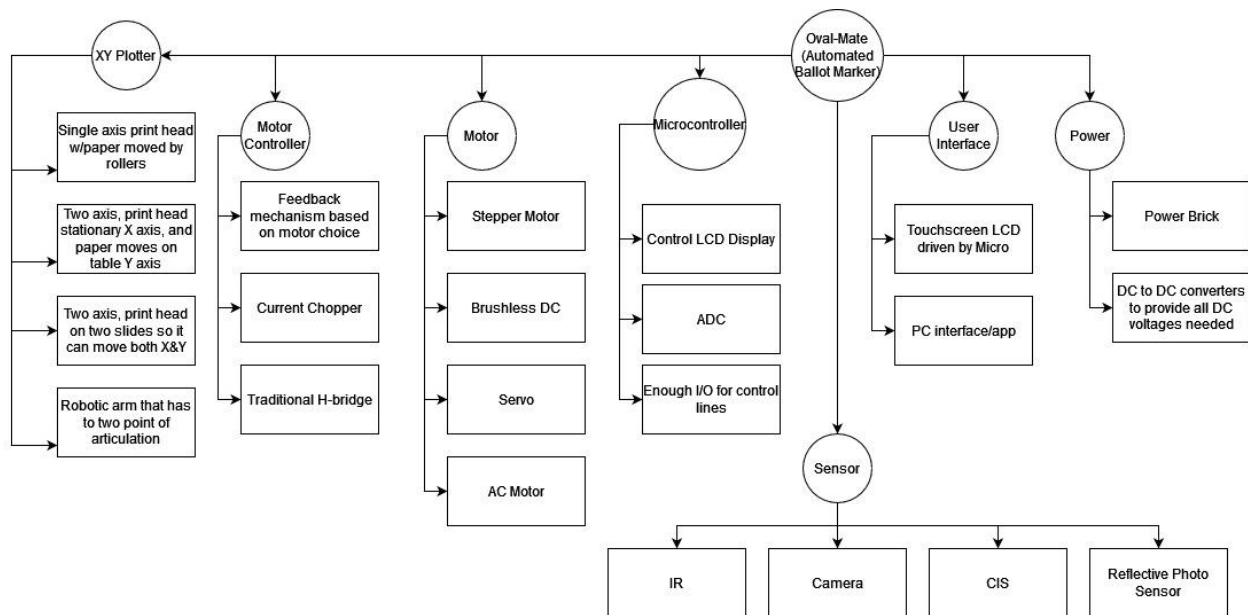 XY Plotter
Oval-Mate
(Automated
Ballot Marker)
Single axis print head
w/paper moved by
rollers
Two axis, print head
stationary X axis, and
paper moves on
table Y axis
Two axis, print head
on two slides so it
can move both X&Y
Robotic arm that has
to two point of
articulation
Motor
Controller
Feedback
mechanism based
on motor choice
Current Chopper
Traditional H-bridge
Motor
Stepper Motor
Brushless DC
Servo
AC Motor
Microcontroller
Control LCD Display
ADC
Enough I/O for control
lines
User
Interface
Touchscreen LCD
driven by Micro
PC interface/app
Power
Power Brick
DC to DC converters
to provide all DC
voltages needed
Sensor
IR
Camera
CIS
Reflective Photo
Sensor